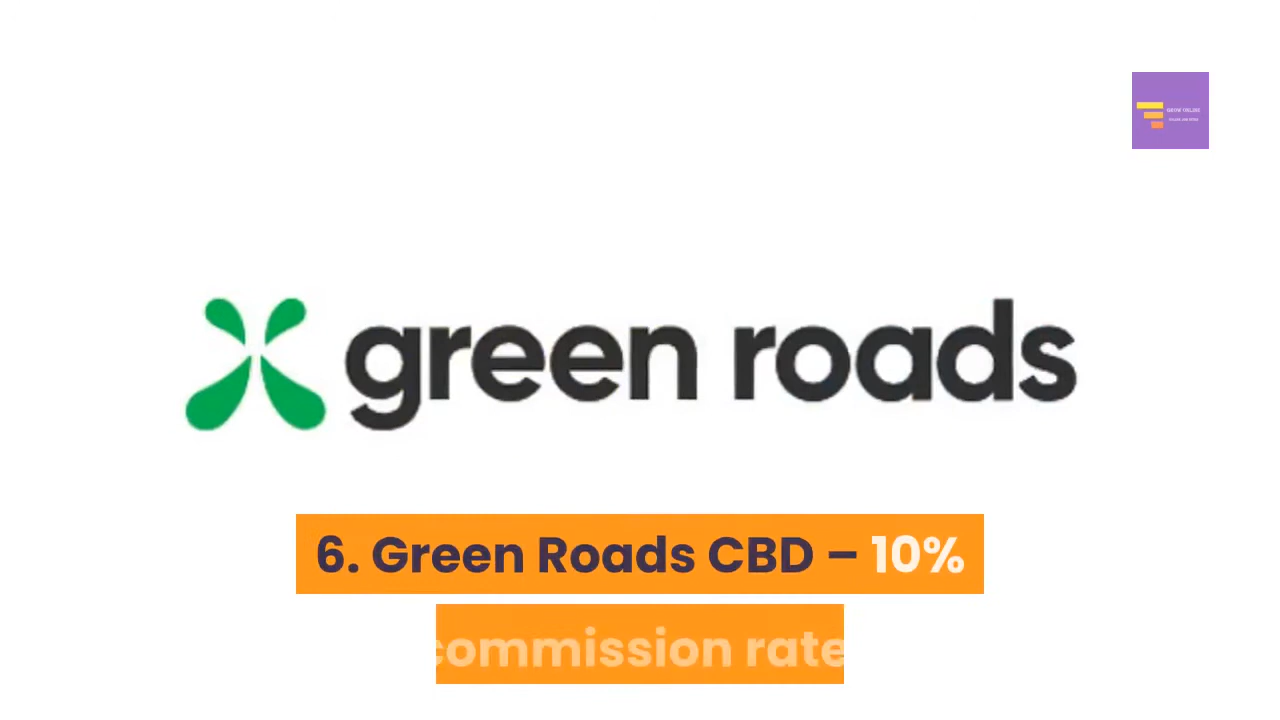 green roads
6. Green Roads CBD – 10%
commission rate